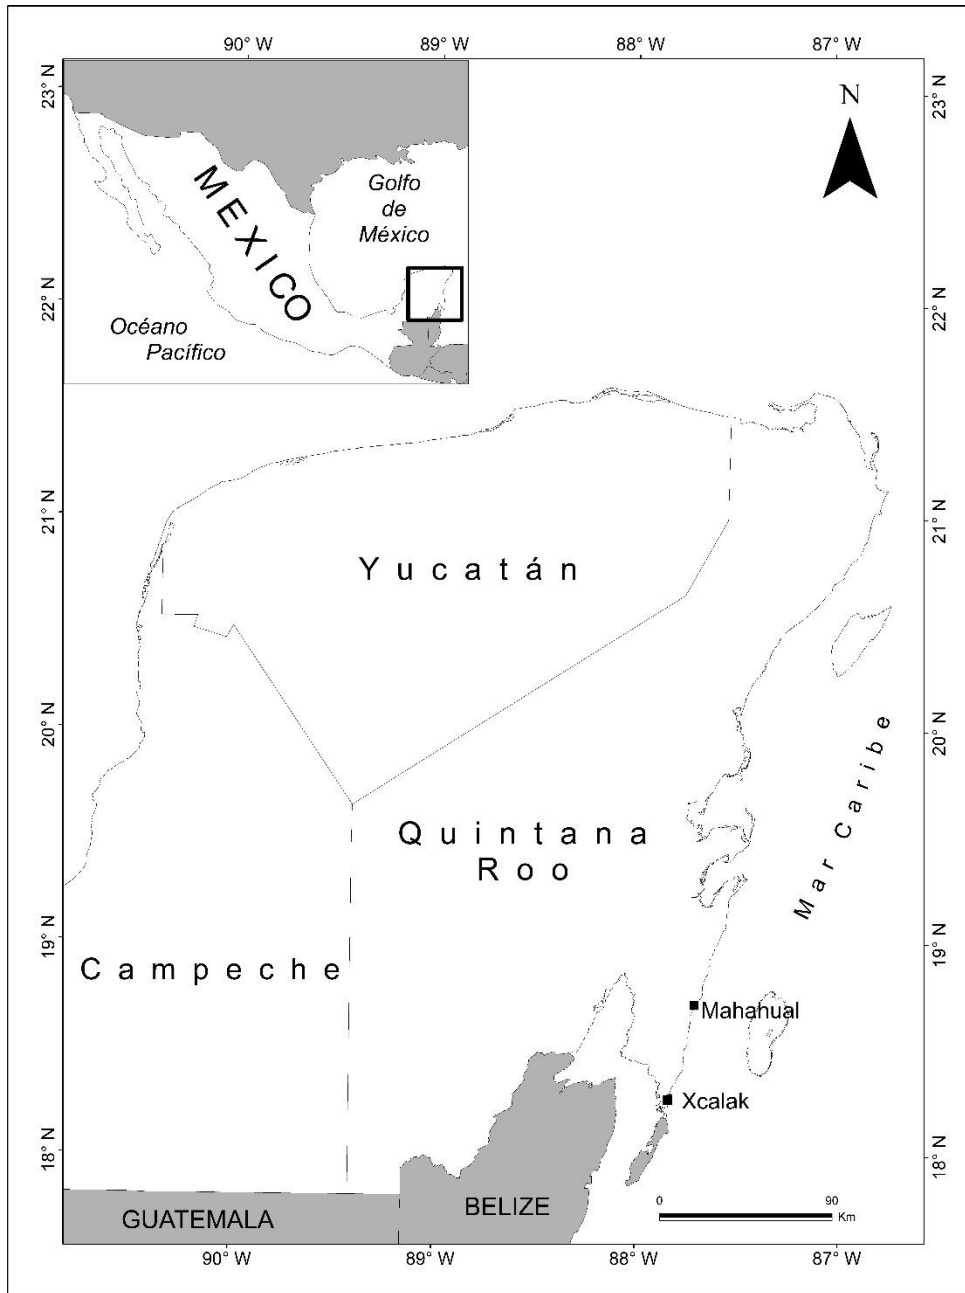 90° W
89° W
88° W
87° W
23° N
23° N
N
MEXICO
Golfo
de
México
Océano
Pacífico
22° N
22° N
21° N
21° N
Yucatán
20° N
20° N
Mar Caribe
Quintana
Roo
19° N
19° N
Campeche
Mahahual
Xcalak
18° N
18° N
0
90
Km
GUATEMALA
BELIZE
90° W
89° W
88° W
87° W